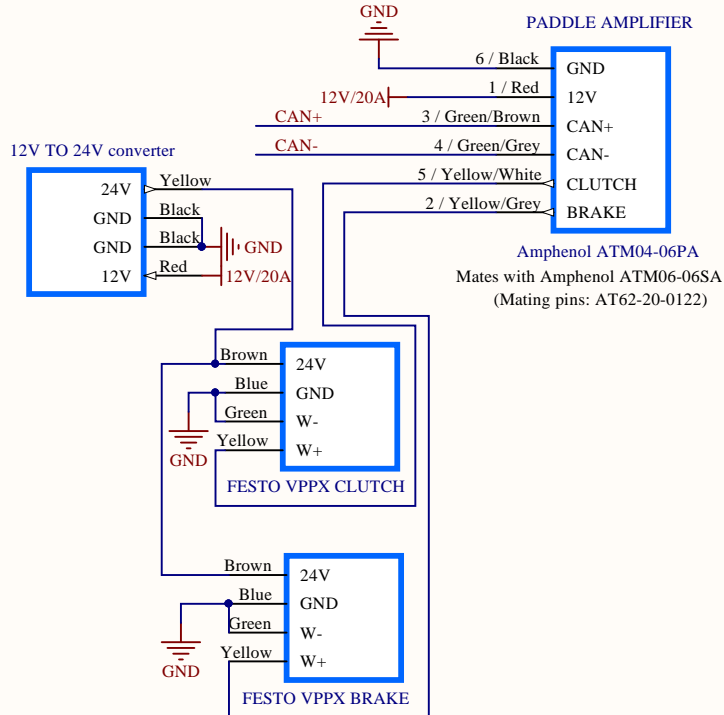 GND
PADDLE AMPLIFIER
6 / Black
GND
1 / Red
12V/20A
12V
CAN+
3 / Green/Brown
CAN+
CAN-
4 / Green/Grey
CAN-
5 / Yellow/White
CLUTCH
2 / Yellow/Grey
BRAKE
Amphenol ATM04-06PA
Mates with Amphenol ATM06-06SA
(Mating pins: AT62-20-0122)
12V TO 24V converter
24V
Yellow
GND
Black
GND
Black
GND
12V
Red
12V/20A
Brown
24V
Blue
GND
Green
W-
Yellow
W+
GND
FESTO VPPX CLUTCH
Brown
24V
Blue
GND
Green
W-
Yellow
W+
GND
FESTO VPPX BRAKE